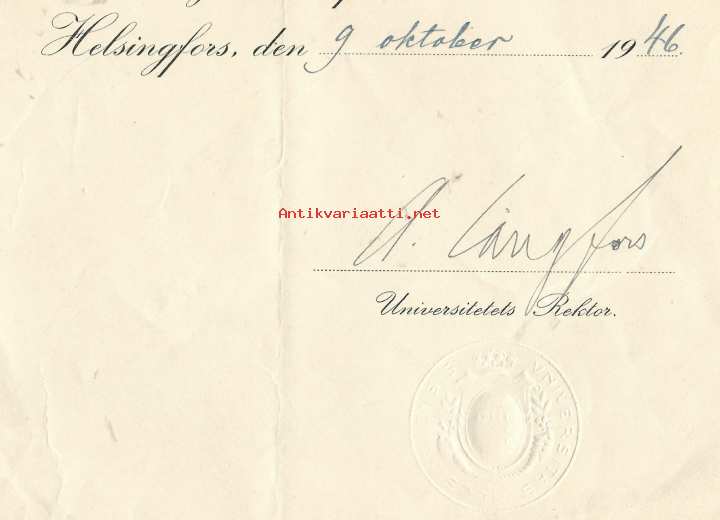 Helsingfors, den 9 oktober 1946.
Antikvariaatti.net
A. Långfors
Universitetets Rektor.